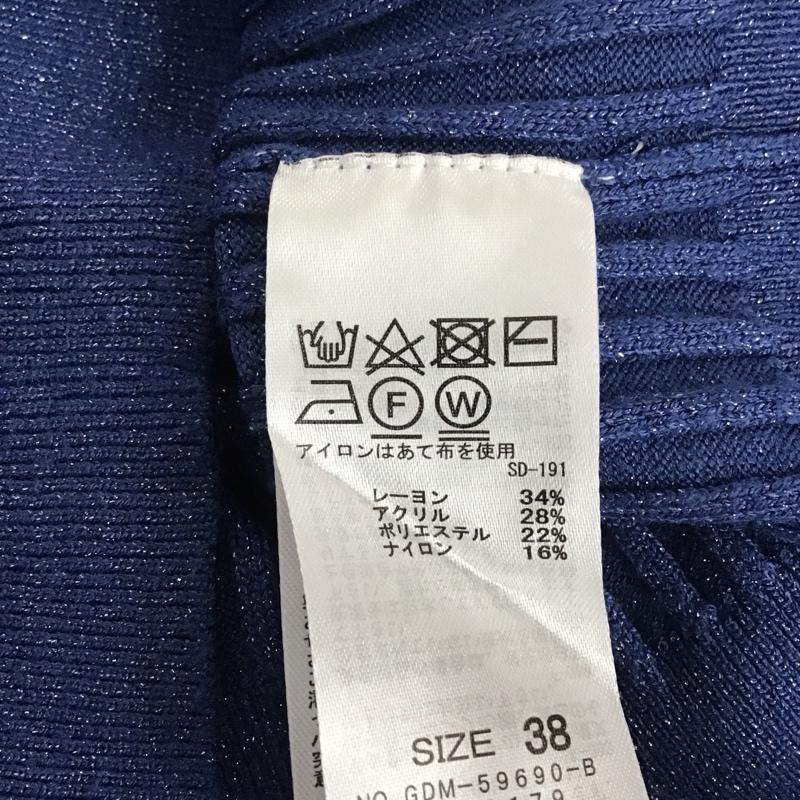 F W
アイロンはあて布を使用
SD-191
レーヨン 34%
アクリル 28%
ポリエステル 22%
ナイロン 16%
SIZE 38
NO. GDM-59690-B